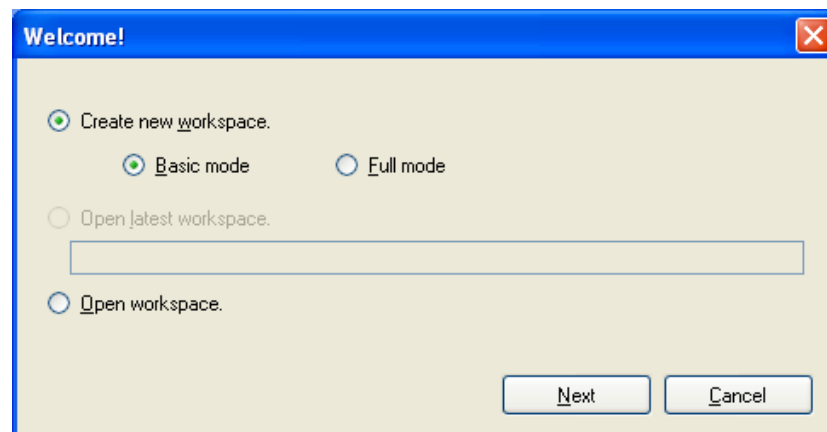 Welcome!
Create new workspace.
Basic mode Full mode
Open latest workspace.
Open workspace.
Next Cancel